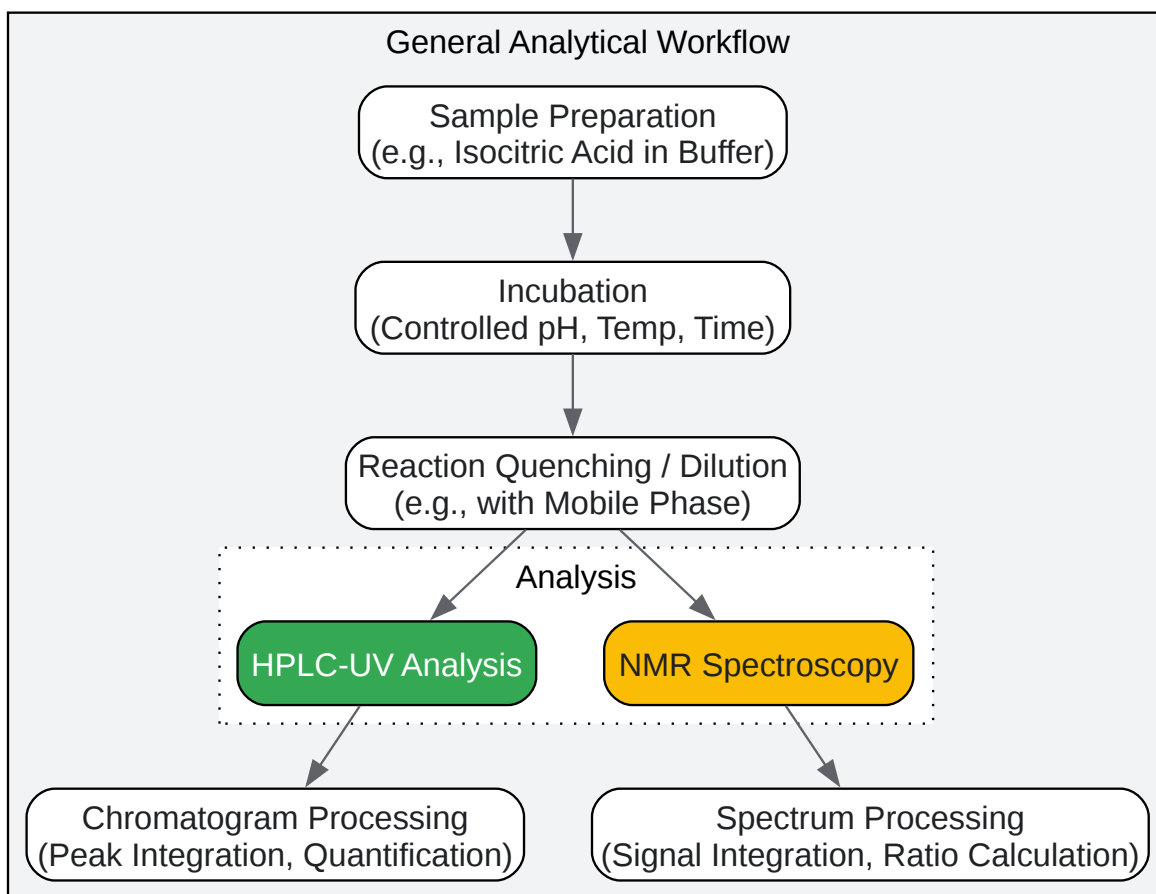 General Analytical Workflow
Sample Preparation
(e.g., Isocitric Acid in Buffer)
Incubation
(Controlled pH, Temp, Time)
Reaction Quenching / Dilution
(e.g., with Mobile Phase)
Analysis
HPLC-UV Analysis
NMR Spectroscopy
Chromatogram Processing
(Peak Integration, Quantification)
Spectrum Processing
(Signal Integration, Ratio Calculation)